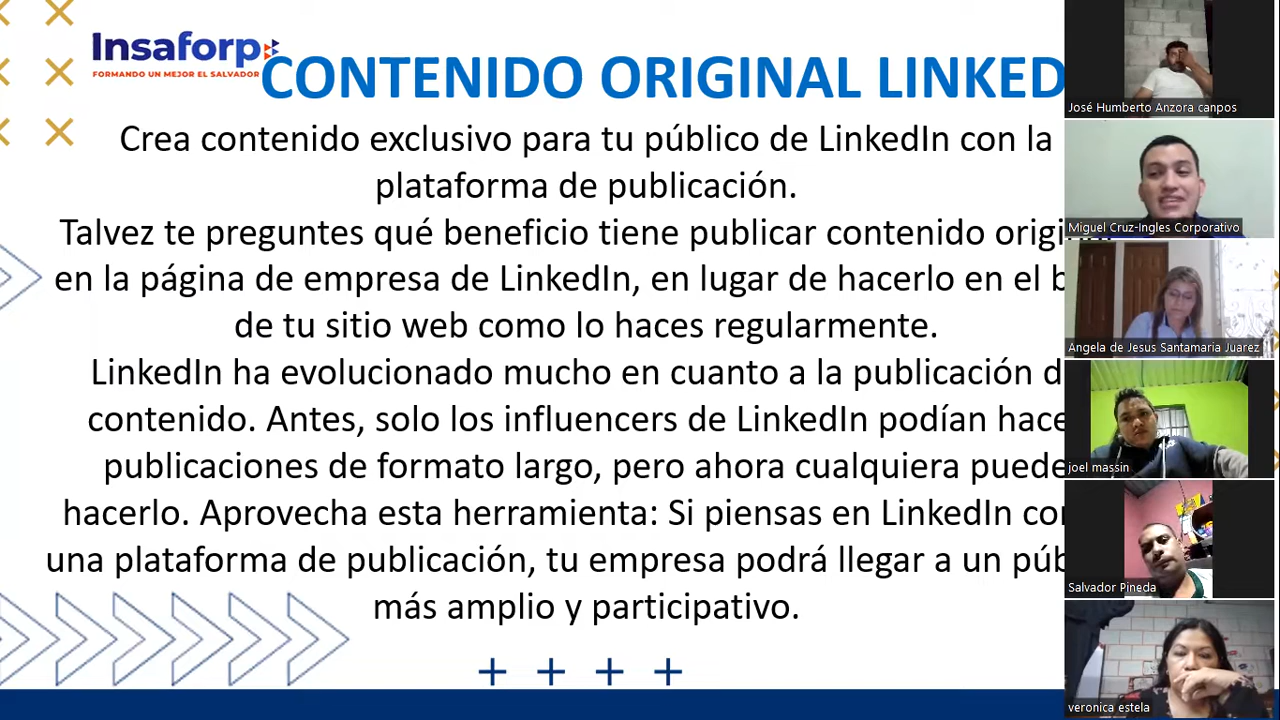 Insaforp
FORMANDO UN MEJOR EL SALVADOR
CONTENIDO ORIGINAL LINKED
Crea contenido exclusivo para tu público de LinkedIn con la
plataforma de publicación.
Talvez te preguntes qué beneficio tiene publicar contenido
en la página de empresa de LinkedIn, en lugar de hacerlo en el
de tu sitio web como lo haces regularmente.
LinkedIn ha evolucionado mucho en cuanto a la publicación
contenido. Antes, solo los influencers de LinkedIn podían
publicaciones de formato largo, pero ahora cualquiera puede
hacerlo. Aprovecha esta herramienta: Si piensas en LinkedIn
una plataforma de publicación, tu empresa podrá llegar a un
más amplio y participativo.
José Humberto Anzora canpos
Miguel Cruz-Ingles Corporativo
Angela de Jesus Santamaria Juarez
joel massin
Salvador Pineda
veronica estela